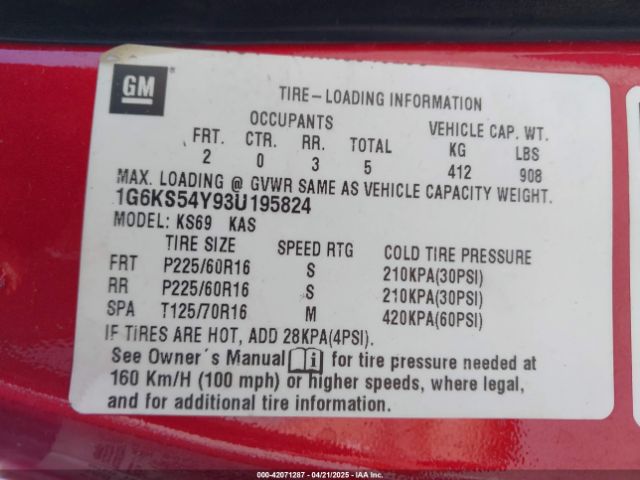 GM
TIRE-LOADING INFORMATION
OCCUPANTS VEHICLE CAP. WT.
FRT. CTR. RR. TOTAL KG LBS
2 0 3 5 412 908
MAX. LOADING @ GVWR SAME AS VEHICLE CAPACITY WEIGHT.
1G6KS54Y93U195824
MODEL: KS69 KAS
TIRE SIZE SPEED RTG COLD TIRE PRESSURE
FRT P225/60R16 S 210KPA(30PSI)
RR P225/60R16 S 210KPA(30PSI)
SPA T125/70R16 M 420KPA(60PSI)
IF TIRES ARE HOT, ADD 28KPA(4PSI).
See Owner´s Manual i for tire pressure needed at
160 Km/H (100 mph) or higher speeds, where legal,
and for additional tire information.
000-42071287 - 04/21/2025 - IAA Inc.